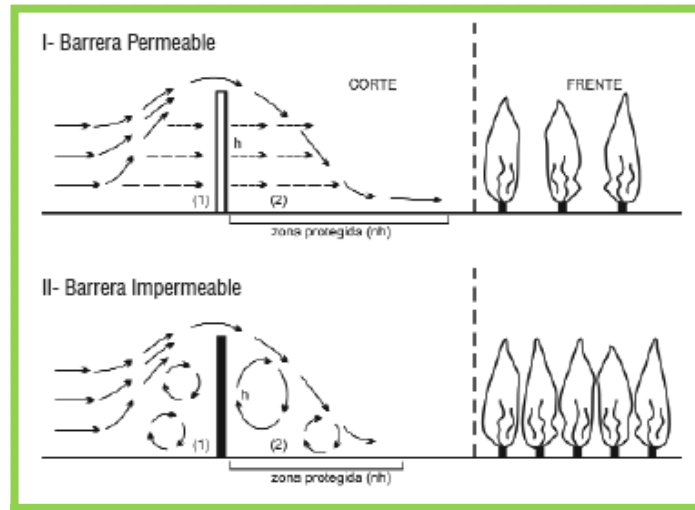 I- Barrera Permeable
CORTE
FRENTE
h
(1)
(2)
zona protegida (nh)
II- Barrera Impermeable
h
(1)
(2)
zona protegida (nh)